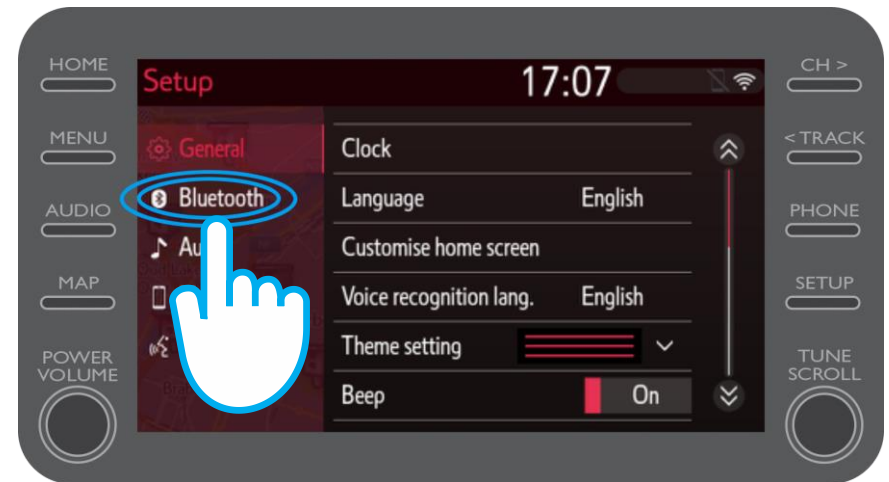 HOME
MENU
AUDIO
MAP
POWER
VOLUME
Setup 17:07
General
Bluetooth
Au
Clock
Language English
Customise home screen
Voice recognition lang. English
Theme setting
Beep On
CH >
< TRACK
PHONE
SETUP
TUNE
SCROLL